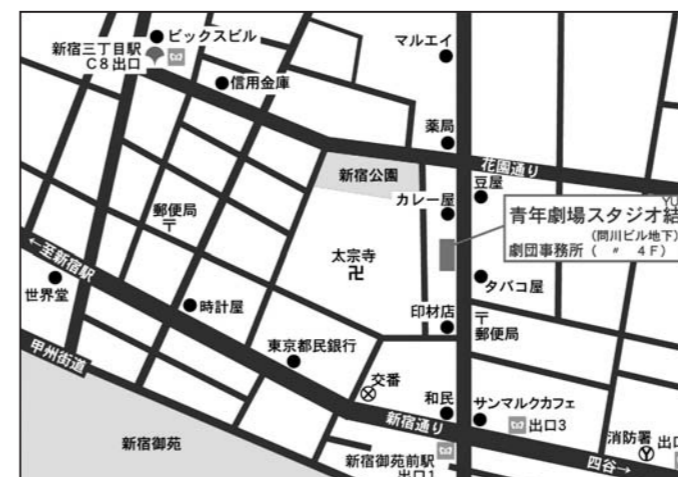 ビックスビル
新宿三丁目駅
C8出口
マルエイ
信用金庫
薬局
花園通り
新宿公園
豆屋
カレー屋
YU
青年劇場スタジオ結
(問川ビル地下)
劇団事務所( 〃 4F)
郵便局
〒
太宗寺
卍
←至新宿駅
世界堂
時計屋
タバコ屋
印材店
〒
郵便局
甲州街道
東京都民銀行
交番
和民
サンマルクカフェ
新宿通り
出口3
新宿御苑
新宿御苑前駅
出口1
消防署
出口
四谷→